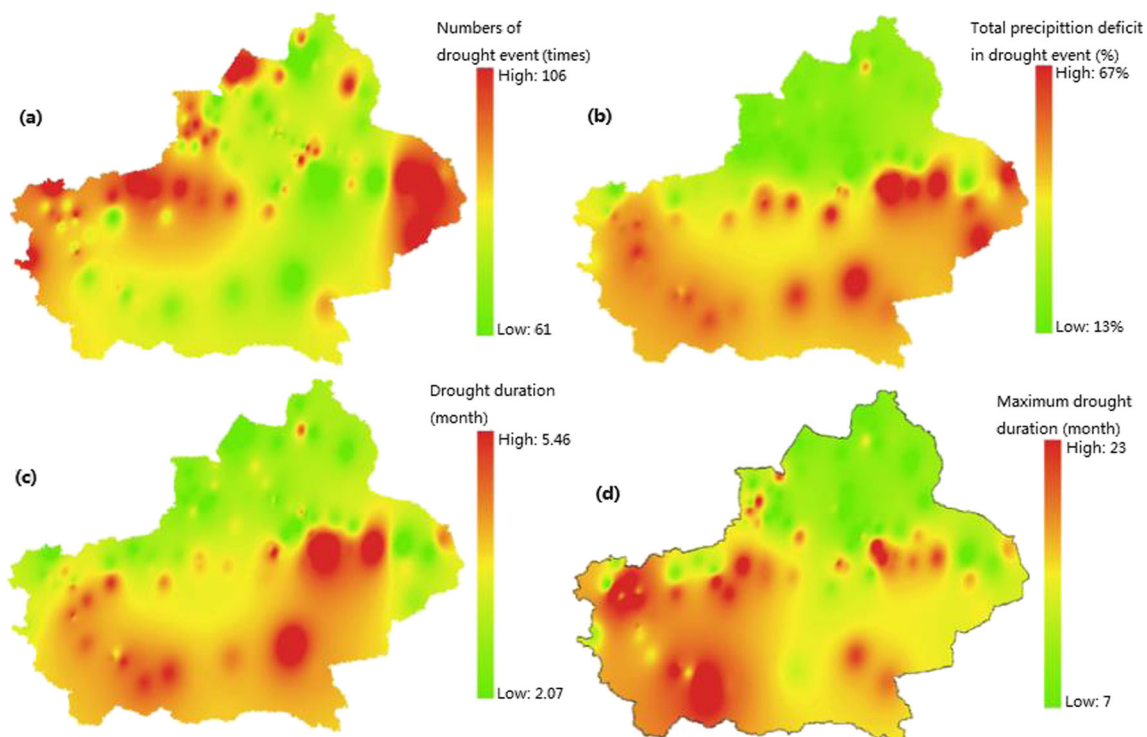 (a)
Numbers of
drought event (times)
High: 106
Low: 61
(b)
Total precipittion deficit
in drought event (%)
High: 67%
Low: 13%
(c)
Drought duration
(month)
High: 5.46
Low: 2.07
(d)
Maximum drought
duration (month)
High: 23
Low: 7